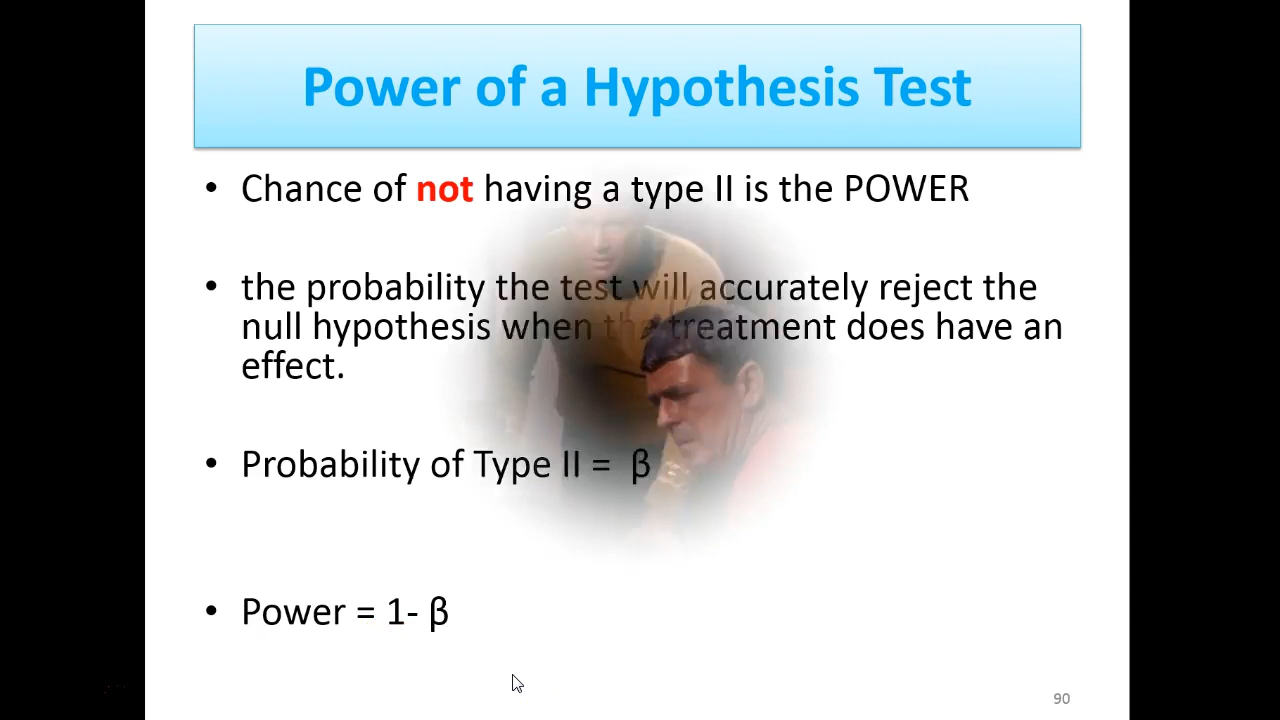 Power of a Hypothesis Test
• Chance of not having a type II is the POWER
• the probability the test will accurately reject the
null hypothesis when the treatment does have an
effect.
• Probability of Type II = β
• Power = 1- β
90